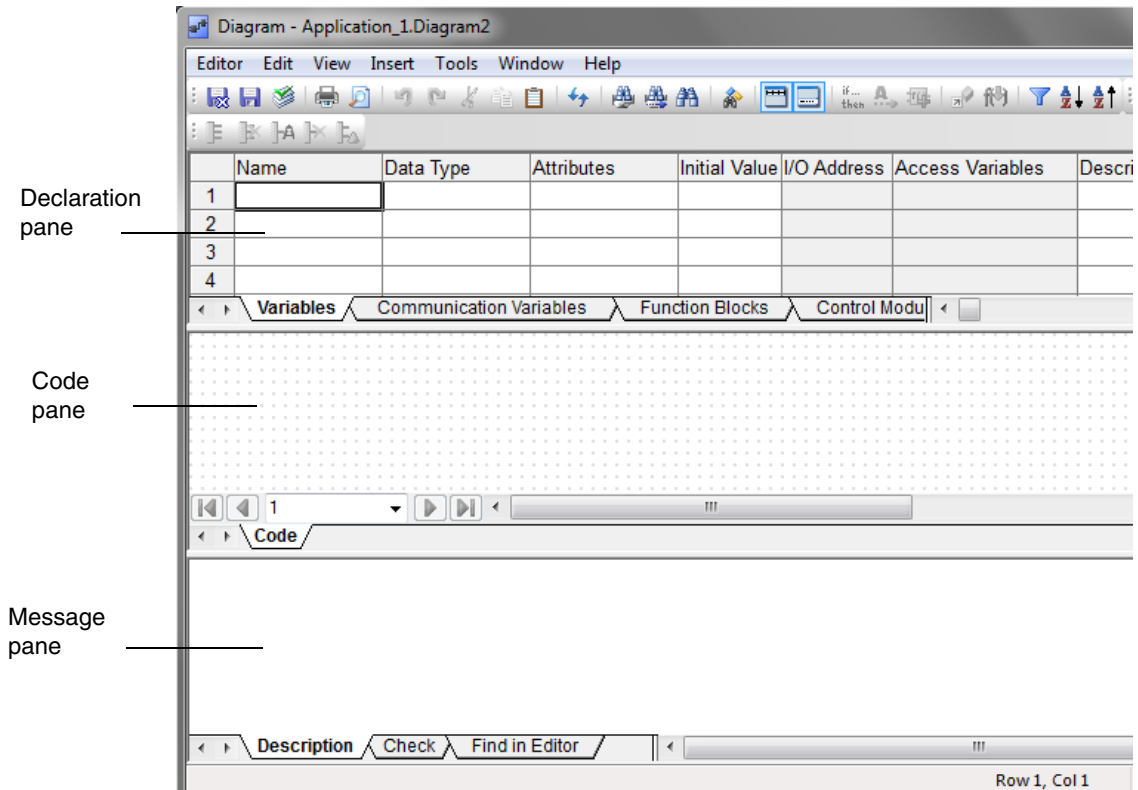 Diagram - Application_1.Diagram2
Editor Edit View Insert Tools Window Help
if... then
Name Data Type Attributes Initial Value I/O Address Access Variables Descri
1
2
3
4
Declaration
pane
Variables Communication Variables Function Blocks Control Modu
Code
pane
1
Code
Message
pane
Description Check Find in Editor
Row 1, Col 1